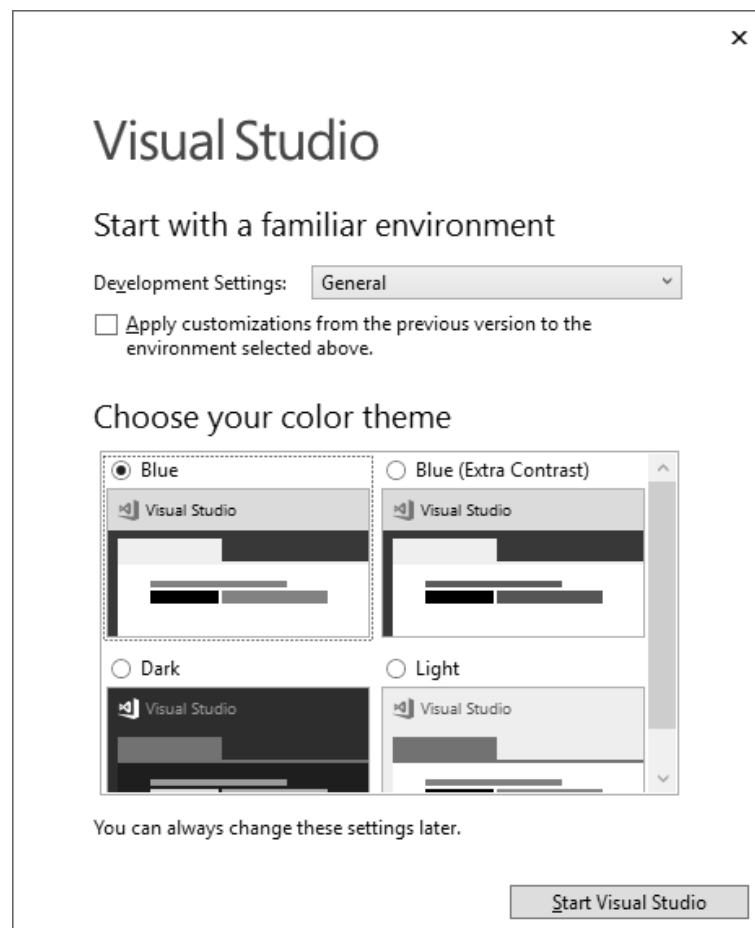 Visual Studio
Start with a familiar environment
Development Settings: General
Apply customizations from the previous version to the
environment selected above.
Choose your color theme
Blue
Blue (Extra Contrast)
Visual Studio
Visual Studio
Dark
Light
Visual Studio
Visual Studio
You can always change these settings later.
Start Visual Studio